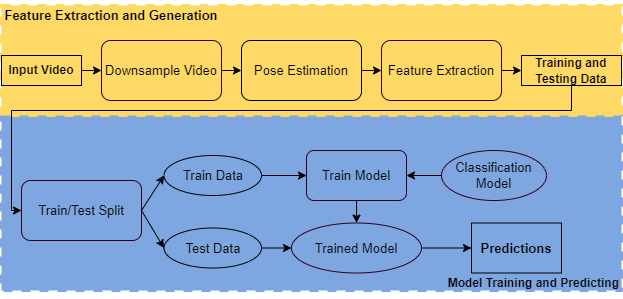 Feature Extraction and Generation
Input Video
Downsample Video
Pose Estimation
Feature Extraction
Training and
Testing Data
Train/Test Split
Train Data
Train Model
Classification
Model
Test Data
Trained Model
Predictions
Model Training and Predicting